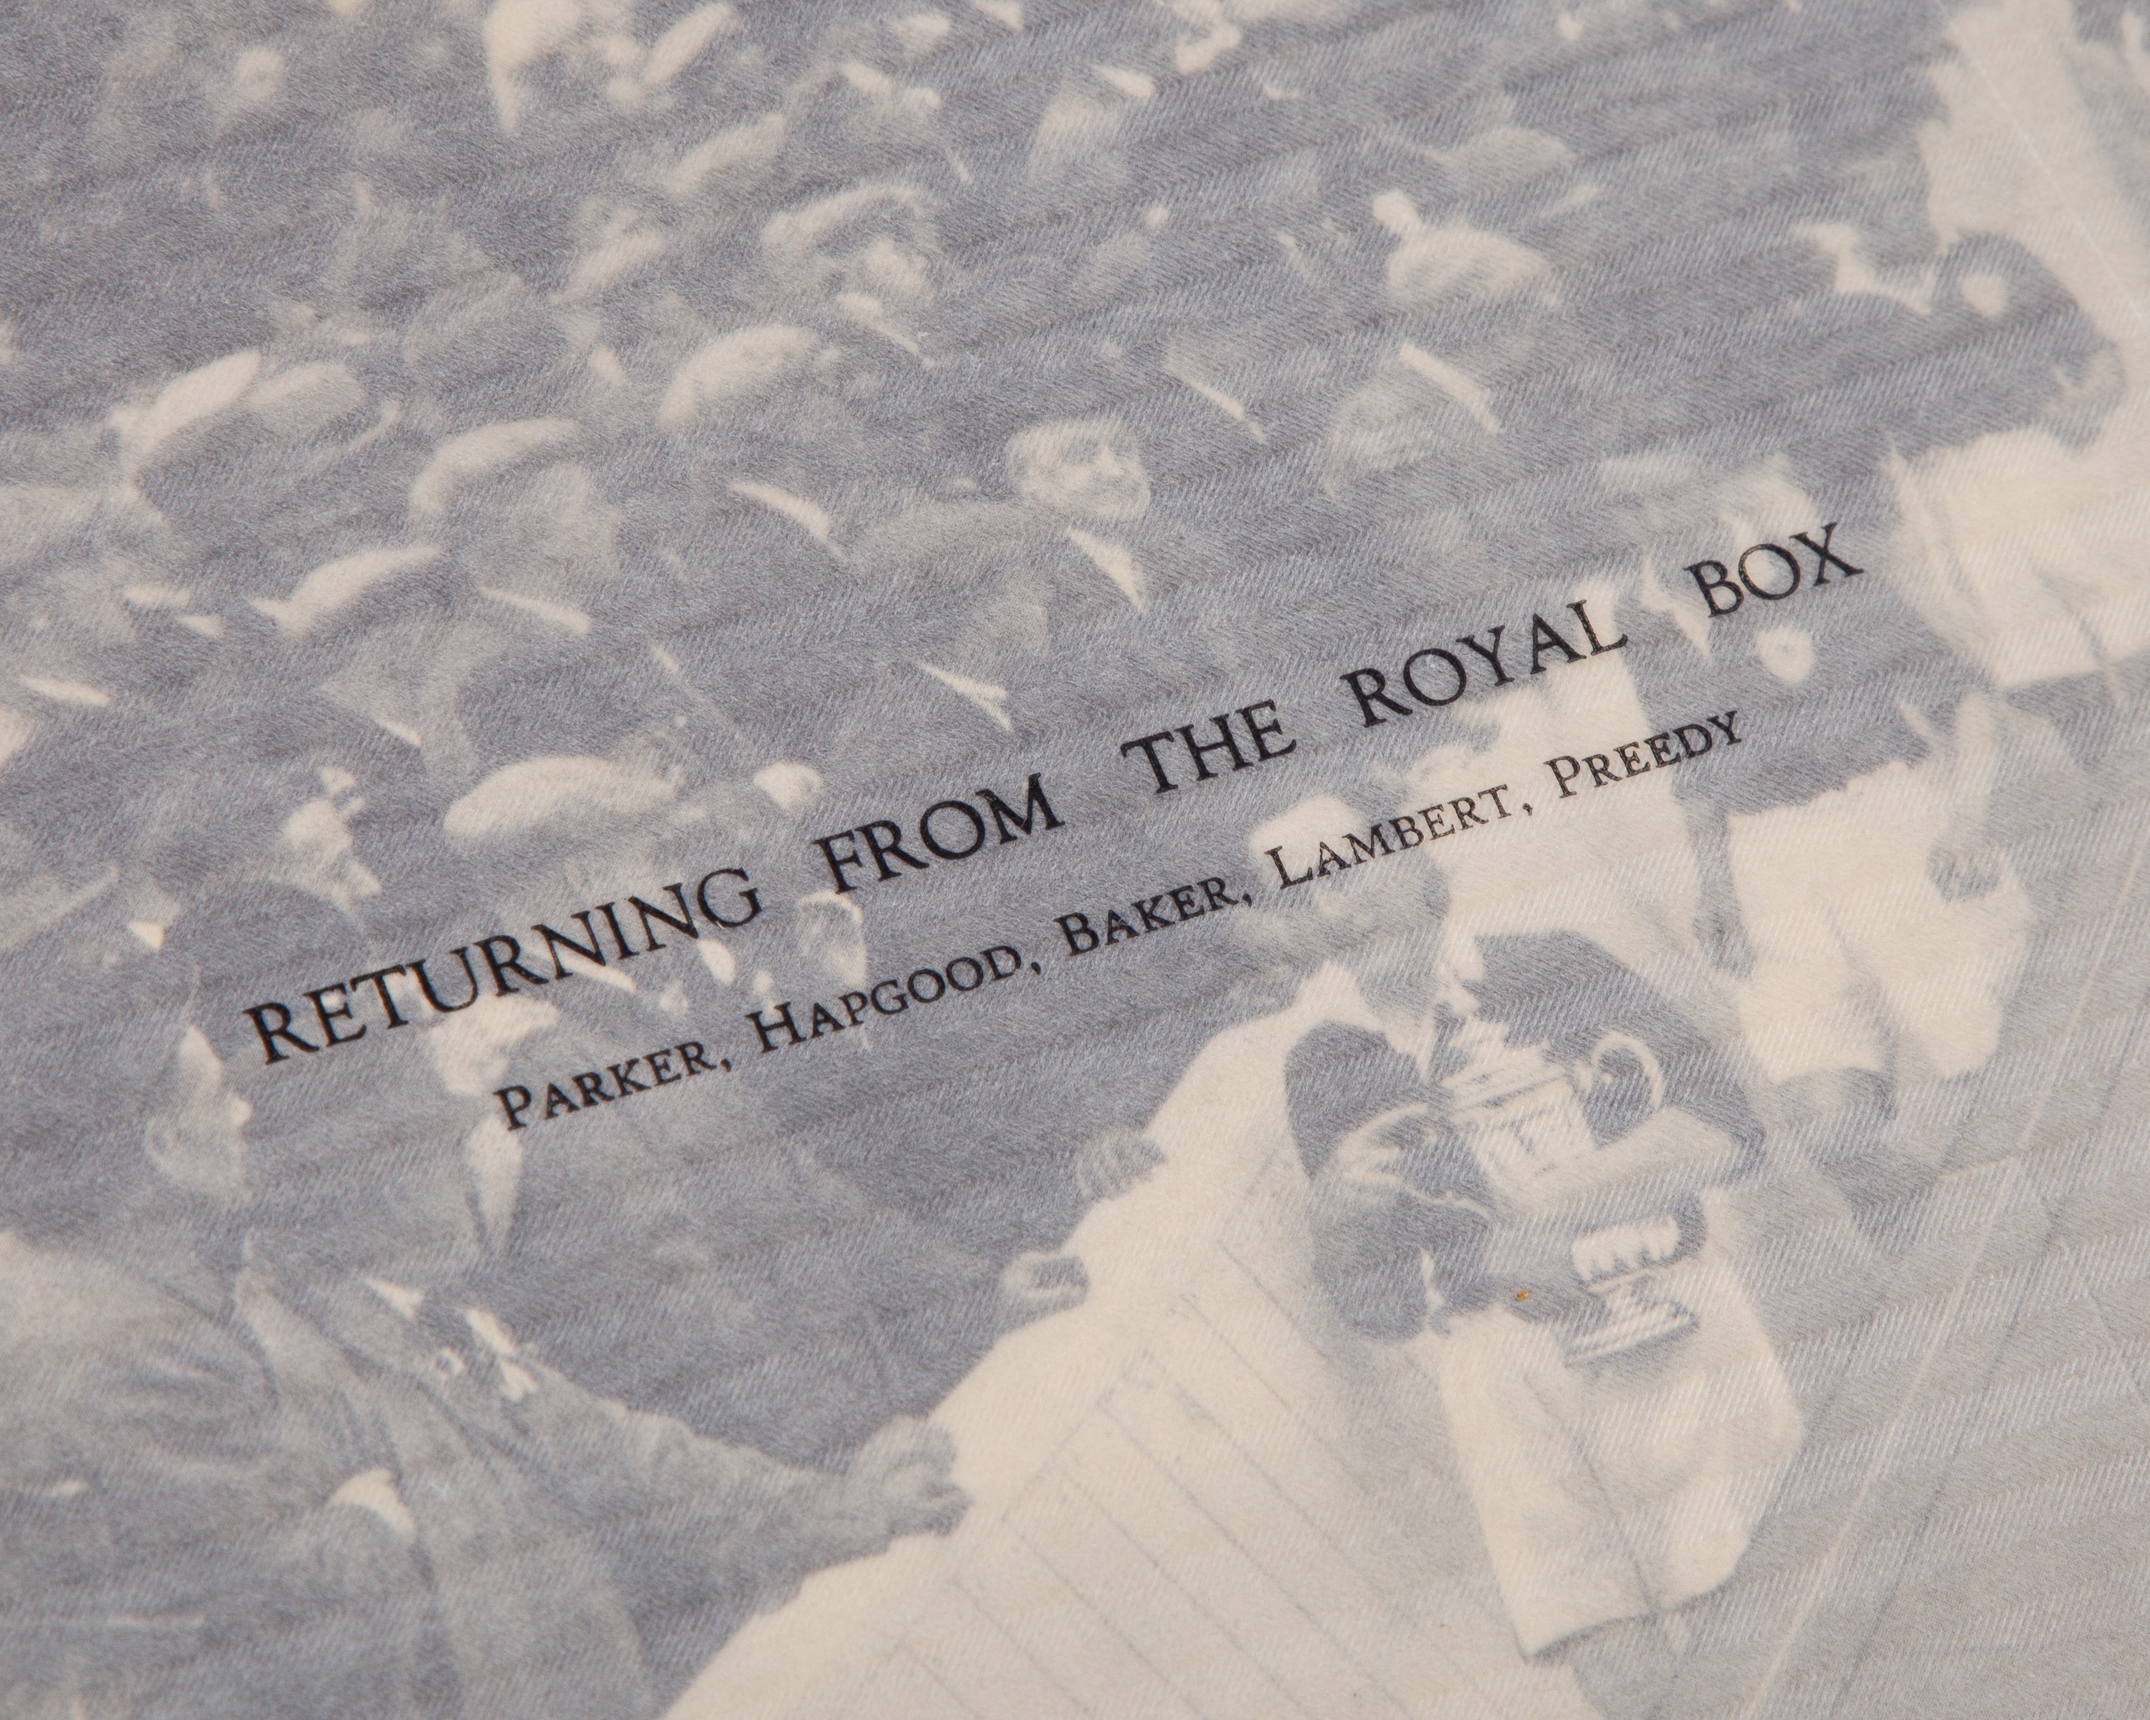 RETURNING FROM THE ROYAL BOX
PARKER, HAPGOOD, BAKER, LAMBERT, PREEDY